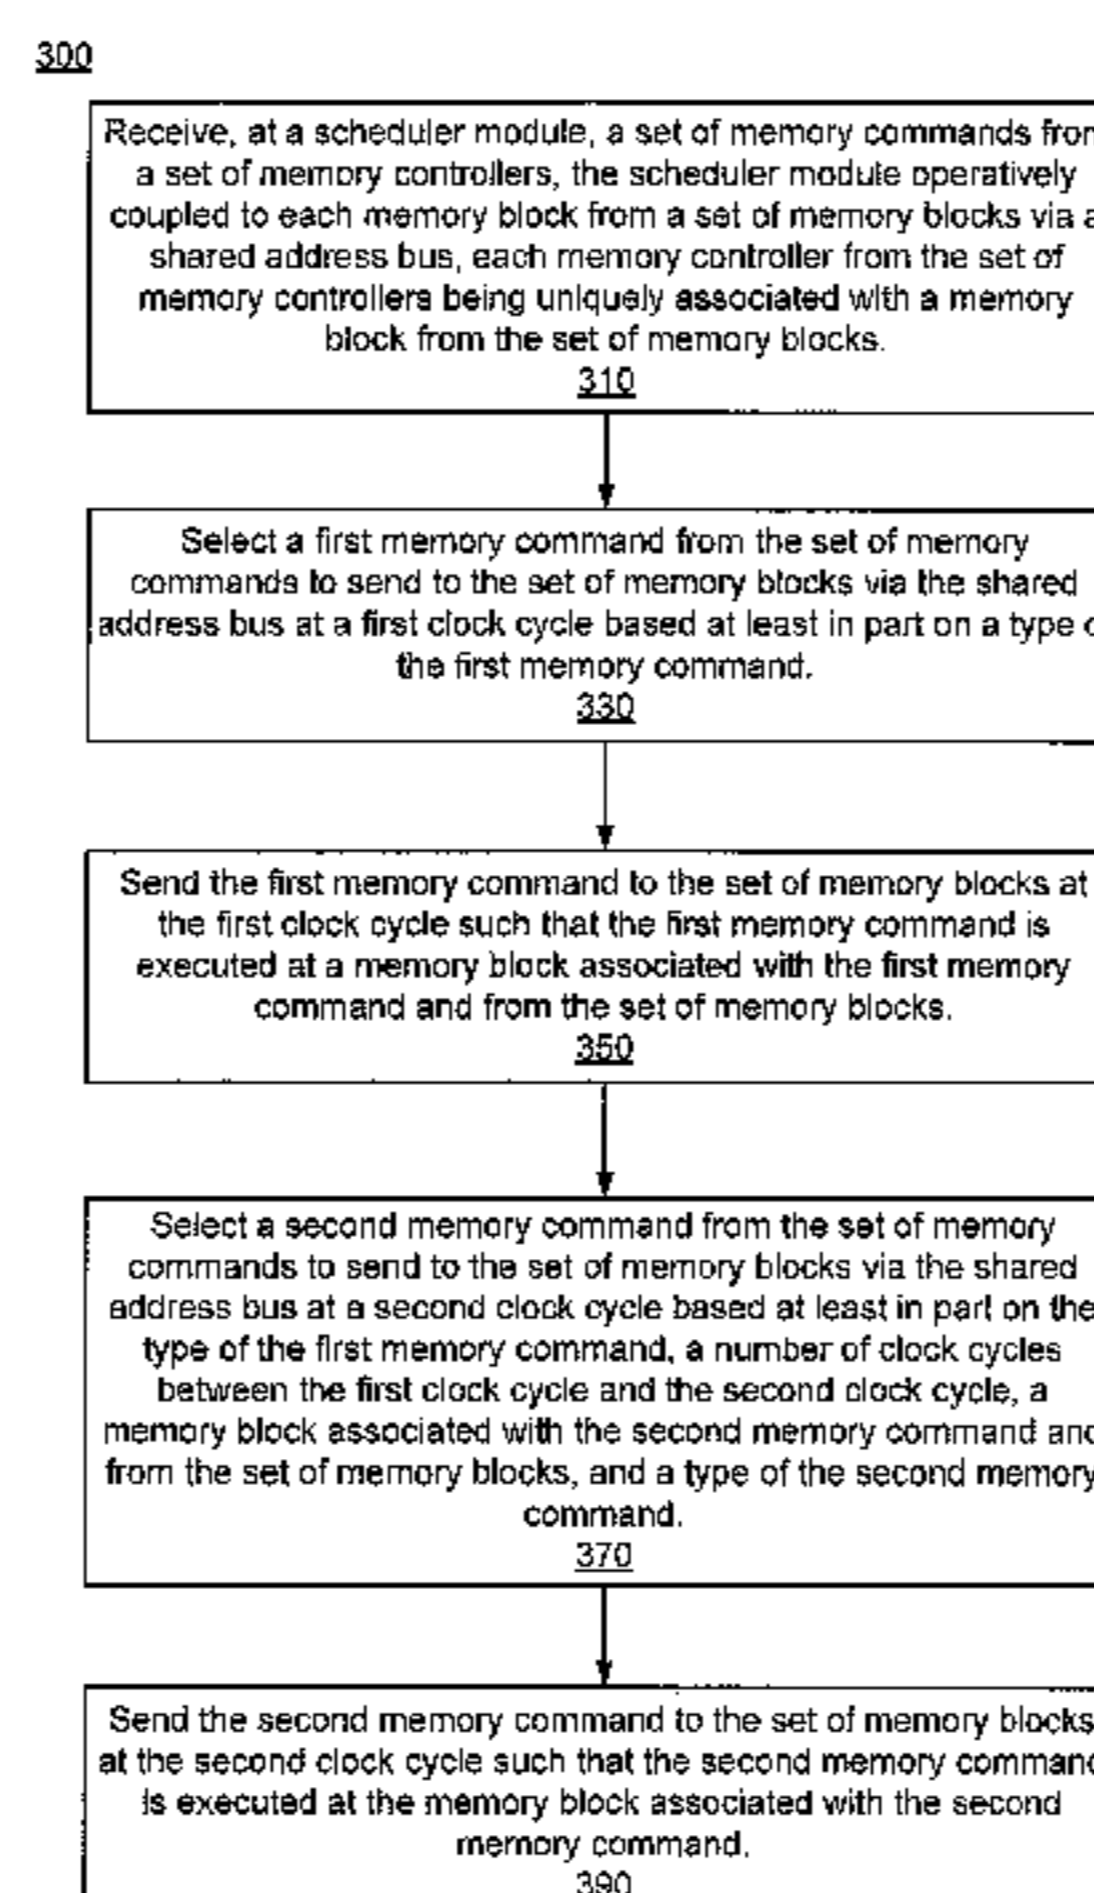 300
Receive, at a scheduler module, a set of memory commands from
a set of memory controllers, the scheduler module operatively
coupled to each memory block from a set of memory blocks via a
shared address bus, each memory controller from the set of
memory controllers being uniquely associated with a memory
block from the set of memory blocks.
310
Select a first memory command from the set of memory
commands to send to the set of memory blocks via the shared
address bus at a first clock cycle based at least in part on a type
the first memory command.
330
Send the first memory command to the set of memory blocks at
the first clock cycle such that the first memory command is
executed at a memory block associated with the first memory
command and from the set of memory blocks.
350
Select a second memory command from the set of memory
commands to send to the set of memory blocks via the shared
address bus at a second clock cycle based at least in part on the
type of the first memory command, a number of clock cycles
between the first clock cycle and the second clock cycle, a
memory block associated with the second memory command and
from the set of memory blocks, and a type of the second memory
command.
370
Send the second memory command to the set of memory blocks
at the second clock cycle such that the second memory command
is executed at the memory block associated with the second
memory command.
390